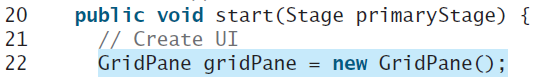 20 public void start(Stage primaryStage) {
21 // Create UI
22 GridPane gridPane = new GridPane();